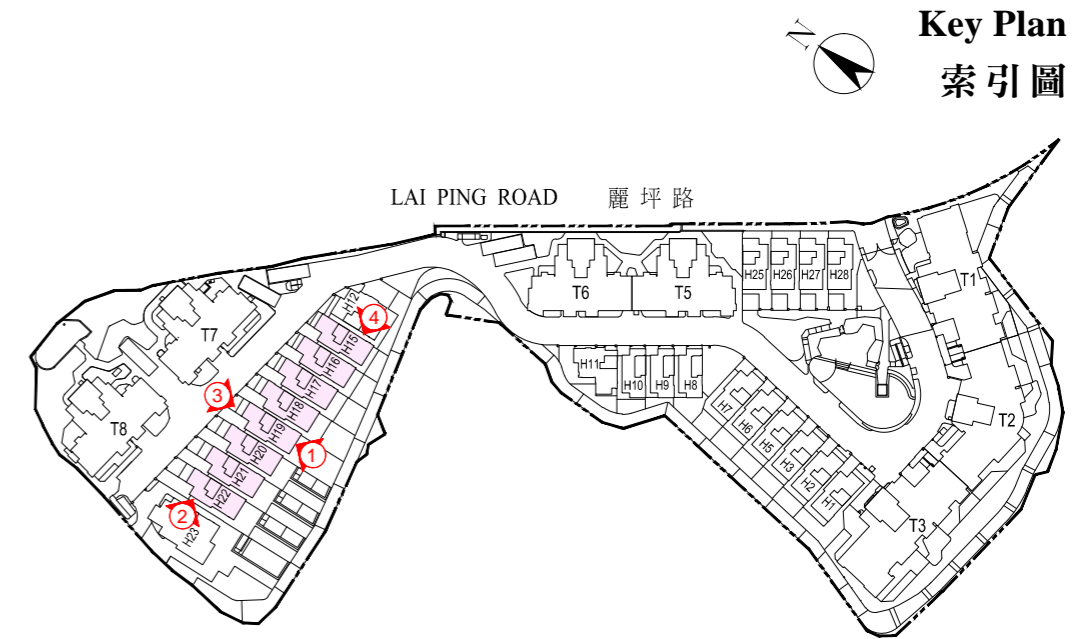 N
Key Plan
索引圖
LAI PING ROAD 麗坪路
T6
T5
H25
H26
H27
H28
T1
T7
H12
4
H15
H16
H17
H18
H19
H20
H21
H22
H23
3
1
2
T8
H11
H10
H9
H8
H7
H6
H5
H3
H2
H1
T2
T3